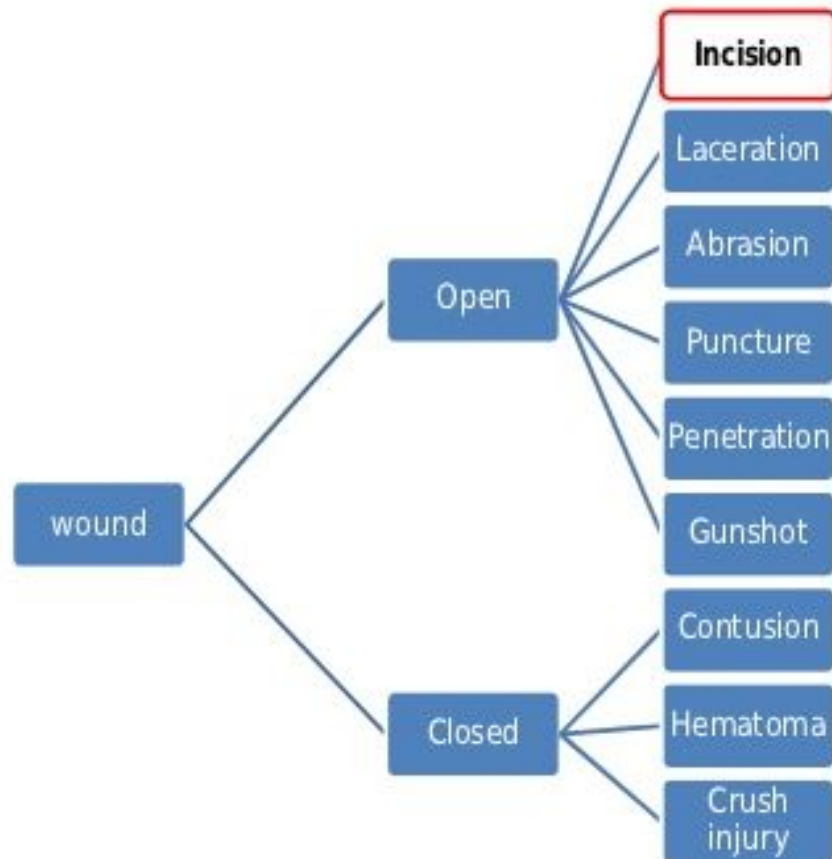 Incision
Laceration
Abrasion
Open
Puncture
Penetration
wound
Gunshot
Contusion
Closed
Hematoma
Crush
injury